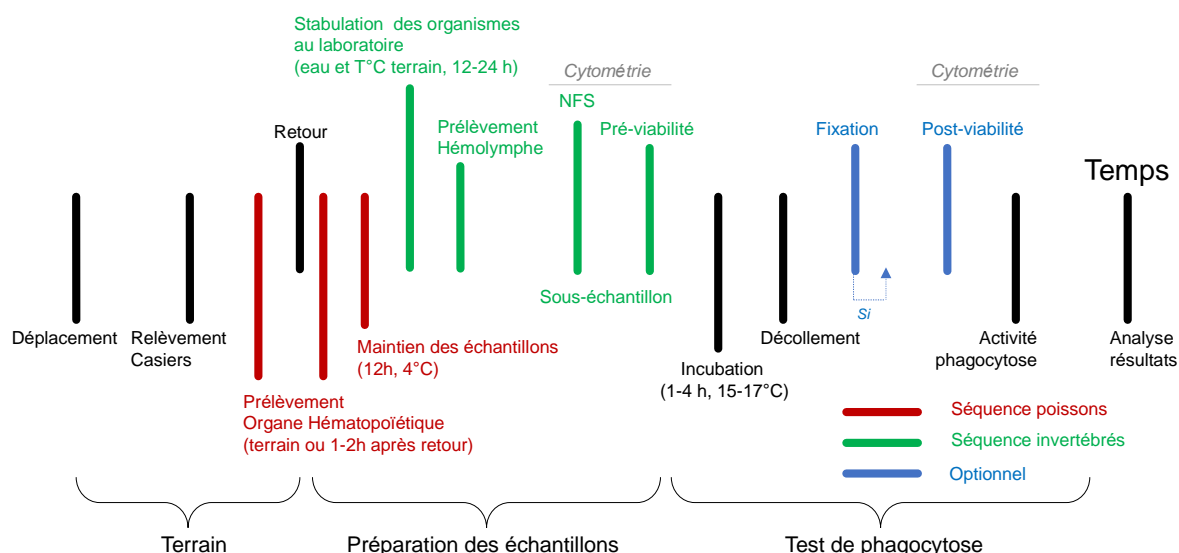 Stabulation des organismes
au laboratoire
(eau et T°C terrain, 12-24 h)
Cytométrie
Cytométrie
NFS
Retour
Prélèvement
Hémolymphe
Pré-viabilité
Fixation
Post-viabilité
Temps
Sous-échantillon
Si
Déplacement
Relèvement
Casiers
Maintien des échantillons
(12h, 4°C)
Décollement
Activité
phagocytose
Analyse
résultats
Incubation
(1-4 h, 15-17°C)
Prélèvement
Organe Hématopoïétique
(terrain ou 1-2h après retour)
Séquence poissons
Séquence invertébrés
Optionnel
Terrain
Préparation des échantillons
Test de phagocytose